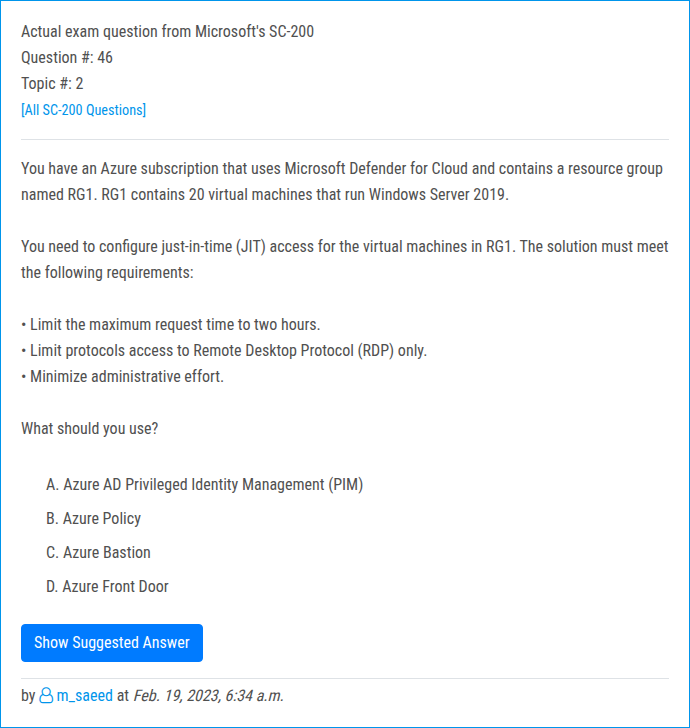 Actual exam question from Microsoft's SC-200
Question #: 46
Topic #: 2
[All SC-200 Questions]
You have an Azure subscription that uses Microsoft Defender for Cloud and contains a resource group
named RG1. RG1 contains 20 virtual machines that run Windows Server 2019.
You need to configure just-in-time (JIT) access for the virtual machines in RG1. The solution must meet
the following requirements:
• Limit the maximum request time to two hours.
• Limit protocols access to Remote Desktop Protocol (RDP) only.
• Minimize administrative effort.
What should you use?
A. Azure AD Privileged Identity Management (PIM)
B. Azure Policy
C. Azure Bastion
D. Azure Front Door
Show Suggested Answer
by m_saeed at Feb. 19, 2023, 6:34 a.m.